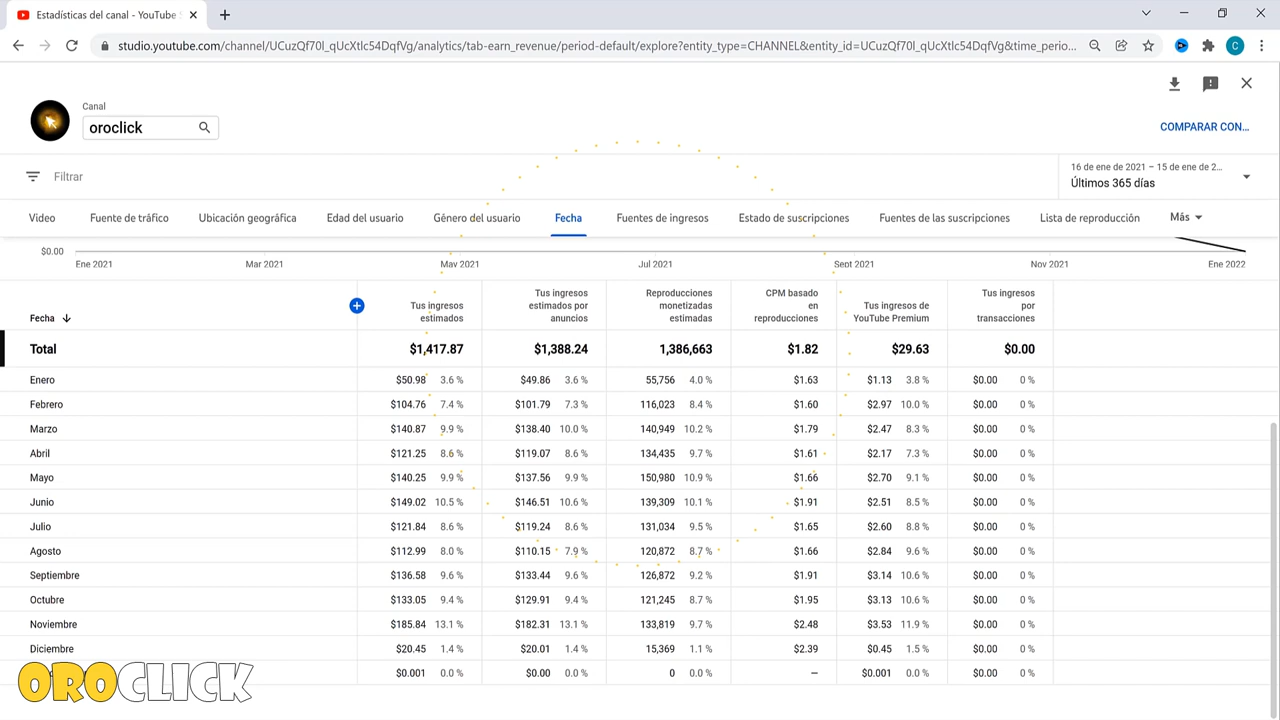 Estadísticas del canal - YouTube S
studio.youtube.com/channel/UCuzQf70l_qUcXtlc54DqfVg/analytics/tab-earn_revenue/period-default/explore?entity_type=CHANNEL&entity_id=UCuzQf70l_qUcXtlc54DqfVg&time_perio...
C
Canal
oroclick
COMPARAR CON...
Filtrar
16 de ene de 2021 – 15 de ene de 2...
Últimos 365 días
Video Fuente de tráfico Ubicación geográfica Edad del usuario Género del usuario Fecha Fuentes de ingresos Estado de suscripciones Fuentes de las suscripciones Lista de reproducción Más
$0.00
Ene 2021 Mar 2021 May 2021 Jul 2021 Sept 2021 Nov 2021 Ene 2022
Fecha Tus ingresos estimados Tus ingresos estimados por anuncios Reproducciones monetizadas estimadas CPM basado en reproducciones Tus ingresos de YouTube Premium Tus ingresos por transacciones
Total $1,417.87 $1,388.24 1,386,663 $1.82 $29.63 $0.00
Enero $50.98 3.6 % $49.86 3.6 % 55,756 4.0 % $1.63 $1.13 3.8 % $0.00 0 %
Febrero $104.76 7.4 % $101.79 7.3 % 116,023 8.4 % $1.60 $2.97 10.0 % $0.00 0 %
Marzo $140.87 9.9 % $138.40 10.0 % 140,949 10.2 % $1.79 $2.47 8.3 % $0.00 0 %
Abril $121.25 8.6 % $119.07 8.6 % 134,435 9.7 % $1.61 $2.17 7.3 % $0.00 0 %
Mayo $140.25 9.9 % $137.56 9.9 % 150,980 10.9 % $1.66 $2.70 9.1 % $0.00 0 %
Junio $149.02 10.5 % $146.51 10.6 % 139,309 10.1 % $1.91 $2.51 8.5 % $0.00 0 %
Julio $121.84 8.6 % $119.24 8.6 % 131,034 9.5 % $1.65 $2.60 8.8 % $0.00 0 %
Agosto $112.99 8.0 % $110.15 7.9 % 120,872 8.7 % $1.66 $2.84 9.6 % $0.00 0 %
Septiembre $136.58 9.6 % $133.44 9.6 % 126,872 9.2 % $1.91 $3.14 10.6 % $0.00 0 %
Octubre $133.05 9.4 % $129.91 9.4 % 121,245 8.7 % $1.95 $3.13 10.6 % $0.00 0 %
Noviembre $185.84 13.1 % $182.31 13.1 % 133,819 9.7 % $2.48 $3.53 11.9 % $0.00 0 %
Diciembre $20.45 1.4 % $20.01 1.4 % 15,369 1.1 % $2.39 $0.45 1.5 % $0.00 0 %
$0.001 0.0 % $0.00 0.0 % 0 0.0 % – $0.001 0.0 % $0.00 0 %
OROCLICK